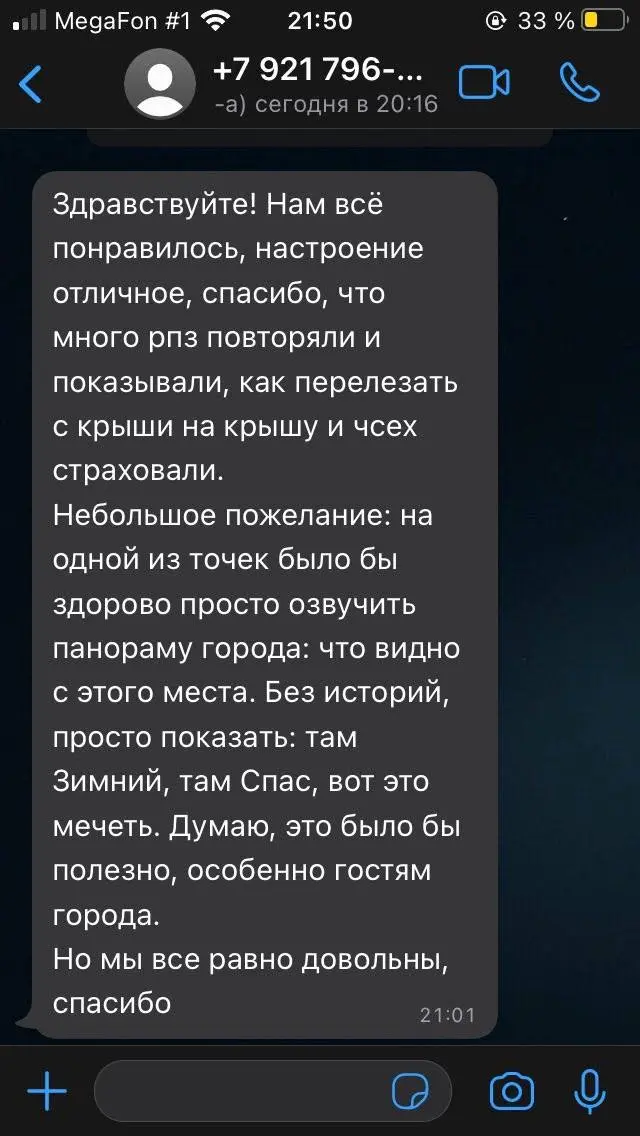 MegaFon #1 21:50 33 %
+7 921 796-...
-а) сегодня в 20:16
Здравствуйте! Нам всё
понравилось, настроение
отличное, спасибо, что
много рпз повторяли и
показывали, как перелезать
с крыши на крышу и чсех
страховали.
Небольшое пожелание: на
одной из точек было бы
здорово просто озвучить
панораму города: что видно
с этого места. Без историй,
просто показать: там
Зимний, там Спас, вот это
мечеть. Думаю, это было бы
полезно, особенно гостям
города.
Но мы все равно довольны,
спасибо
21:01